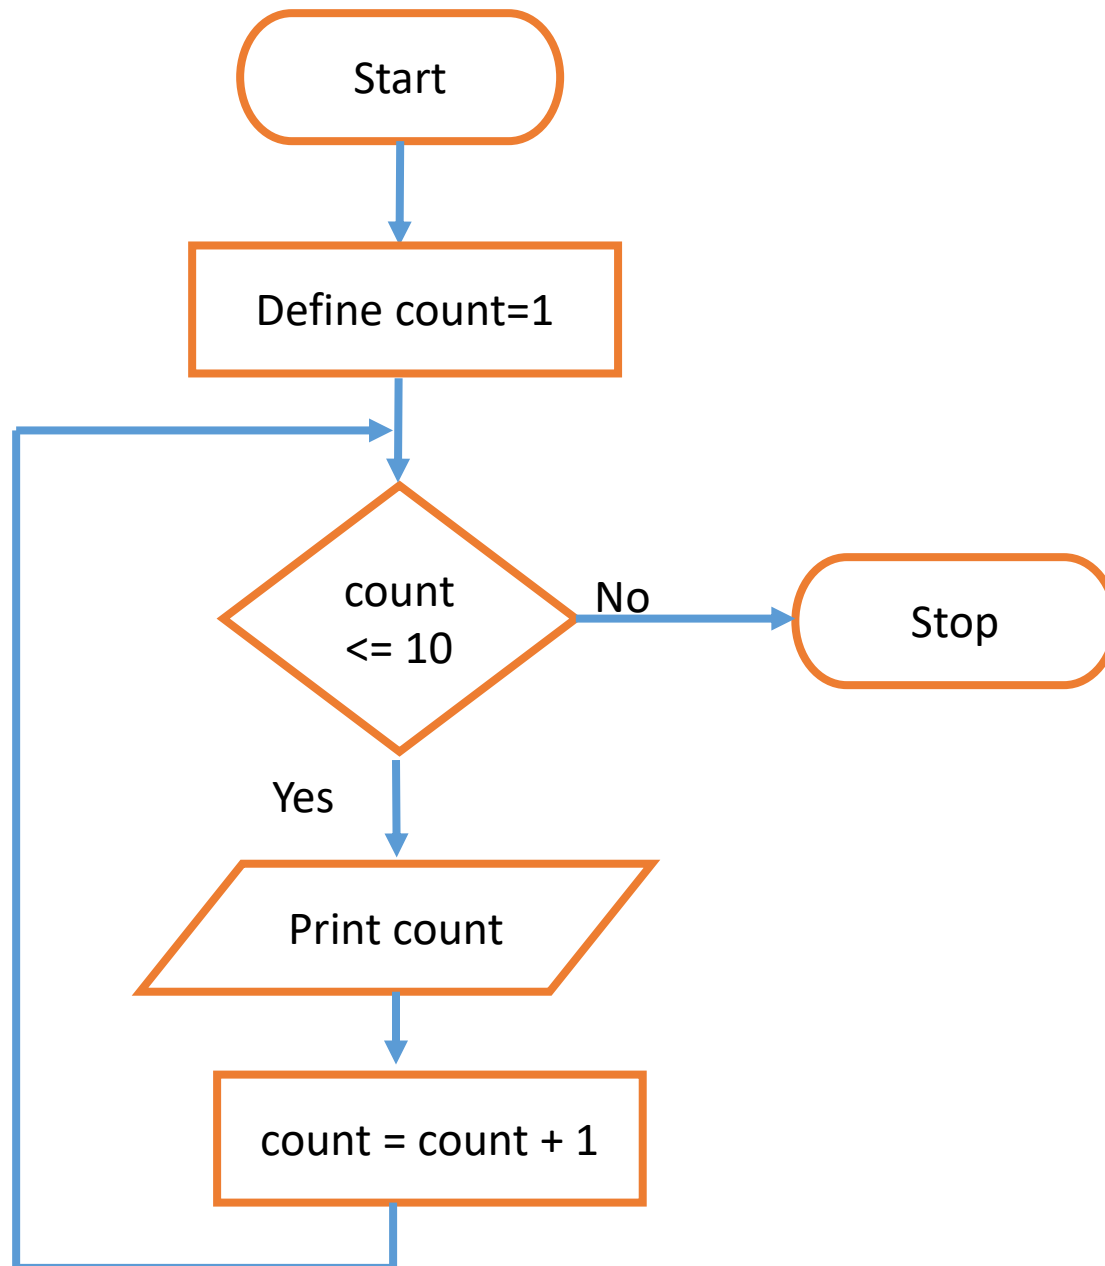 Start
Define count=1
count
<= 10
No
Stop
Yes
Print count
count = count + 1